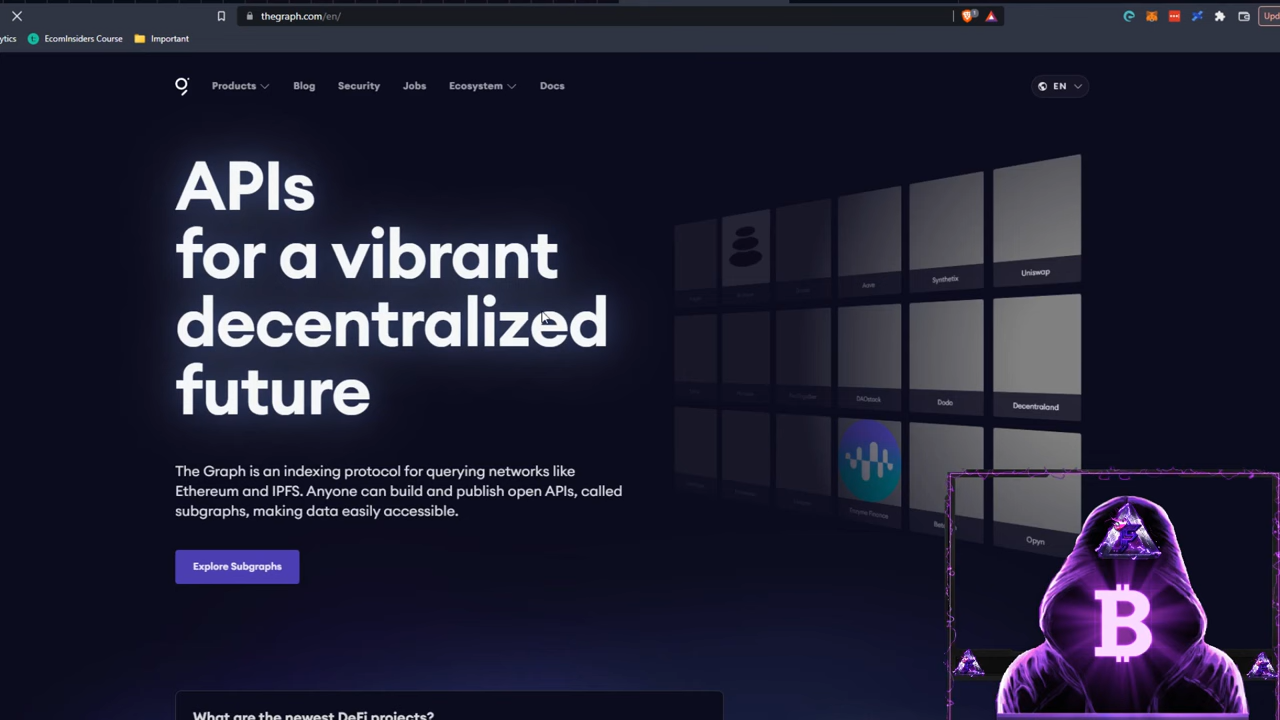 thegraph.com/en/
Upd
ytics
EcomInsiders Course
Important
Products
Blog
Security
Jobs
Ecosystem
Docs
EN
APIs
for a vibrant
decentralized
future
Aave
Synthetix
Uniswap
DAOstack
Dodo
Decentraland
Opyn
The Graph is an indexing protocol for querying networks like
Ethereum and IPFS. Anyone can build and publish open APIs, called
subgraphs, making data easily accessible.
Explore Subgraphs
What are the newest DeFi projects?